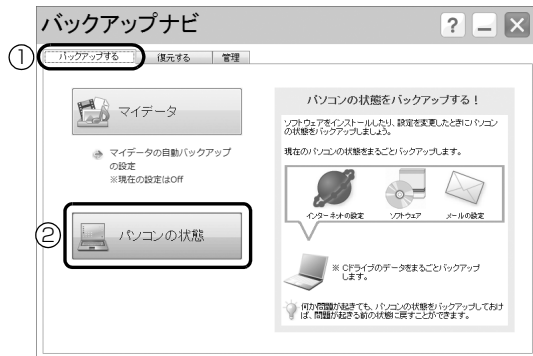 バックアップナビ
? – ×
① バックアップする 復元する 管理
マイデータ
マイデータの自動バックアップ
の設定
※現在の設定はOff
② パソコンの状態
パソコンの状態をバックアップする！
ソフトウェアをインストールしたり、設定を変更したときにパソコン
の状態をバックアップしましょう。
現在のパソコンの状態をまるごとバックアップします。
インターネットの設定 ソフトウェア メールの設定
※ Cドライブのデータをまるごとバックアップ
します。
何か問題が起きても、パソコンの状態をバックアップしておけ
ば、問題が起きる前の状態に戻すことができます。